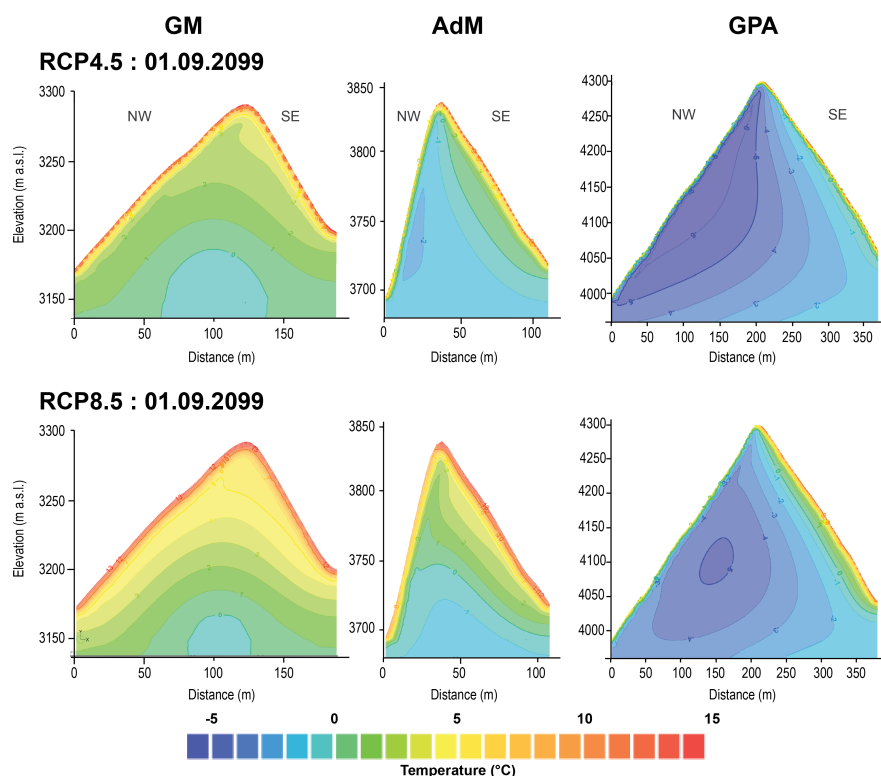 GM AdM GPA
RCP4.5 : 01.09.2099
3300 3250 3200 3150
Elevation (m a.s.l.)
NW SE
0 50 100 150
Distance (m)
3850 3800 3750 3700
NW SE
0 50 100
Distance (m)
4300 4250 4200 4150 4100 4050 4000
NW SE
0 50 100 150 200 250 300 350
Distance (m)
RCP8.5 : 01.09.2099
3300 3250 3200 3150
Elevation (m a.s.l.)
0 50 100 150
Distance (m)
3850 3800 3750 3700
0 50 100
Distance (m)
4300 4250 4200 4150 4100 4050 4000
0 50 100 150 200 250 300 350
Distance (m)
-5 0 5 10 15
Temperature (°C)